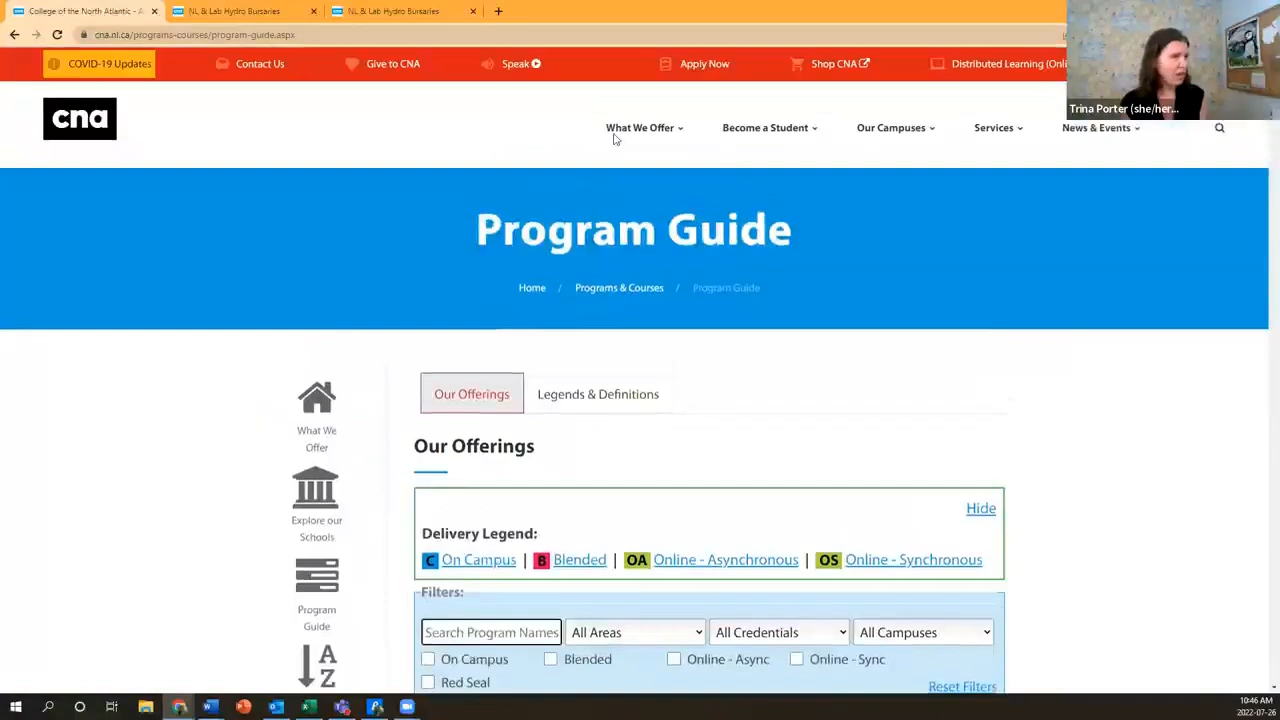 College of the North Atlantic - A
NL & Lab Hydro Bursaries
NL & Lab Hydro Bursaries
cna.nl.ca/programs-courses/program-guide.aspx
COVID-19 Updates
Contact Us
Give to CNA
Speak
Apply Now
Shop CNA
Distributed Learning (Onli
Trina Porter (she/her...
cna
What We Offer
Become a Student
Our Campuses
Services
News & Events
Program Guide
Home / Programs & Courses / Program Guide
What We
Offer
Explore our
Schools
Program
Guide
A
Z
Our Offerings
Legends & Definitions
Our Offerings
Hide
Delivery Legend:
C On Campus | B Blended | OA Online - Asynchronous | OS Online - Synchronous
Filters:
Search Program Names
All Areas
All Credentials
All Campuses
On Campus
Blended
Online - Async
Online - Sync
Red Seal
Reset Filters
10:46 AM
2022-07-26